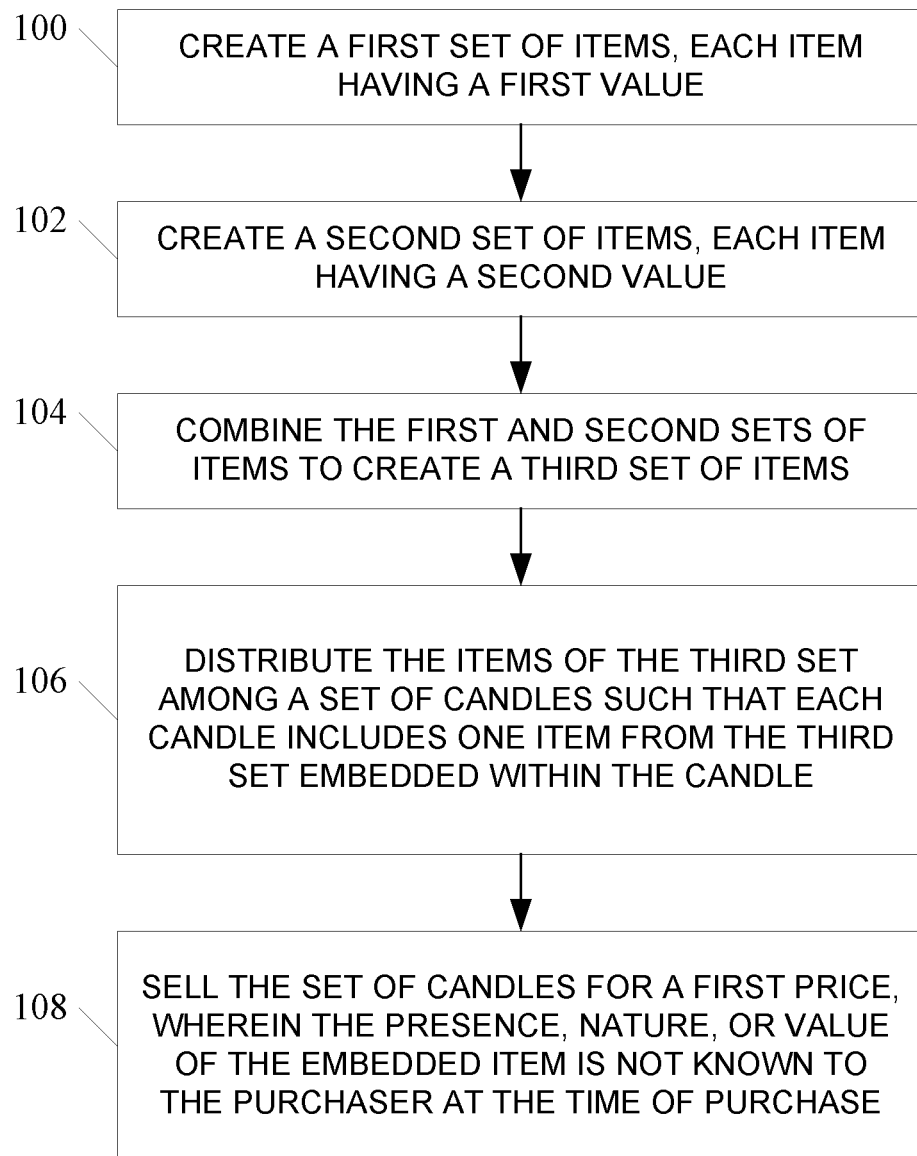 100
CREATE A FIRST SET OF ITEMS, EACH ITEM
HAVING A FIRST VALUE
102
CREATE A SECOND SET OF ITEMS, EACH ITEM
HAVING A SECOND VALUE
104
COMBINE THE FIRST AND SECOND SETS OF
ITEMS TO CREATE A THIRD SET OF ITEMS
106
DISTRIBUTE THE ITEMS OF THE THIRD SET
AMONG A SET OF CANDLES SUCH THAT EACH
CANDLE INCLUDES ONE ITEM FROM THE THIRD
SET EMBEDDED WITHIN THE CANDLE
108
SELL THE SET OF CANDLES FOR A FIRST PRICE,
WHEREIN THE PRESENCE, NATURE, OR VALUE
OF THE EMBEDDED ITEM IS NOT KNOWN TO
THE PURCHASER AT THE TIME OF PURCHASE